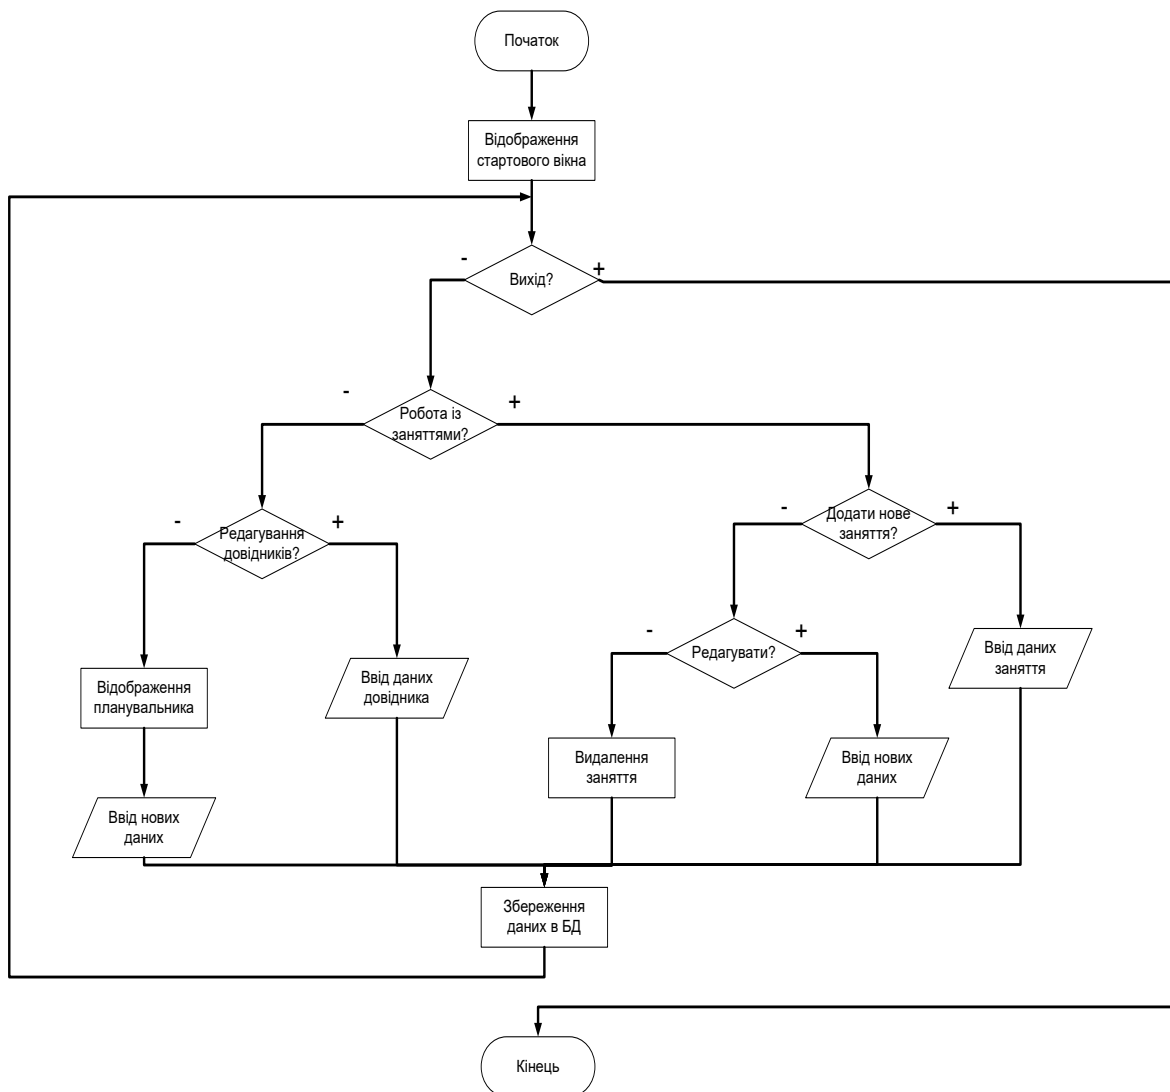 Початок
Відображення
стартового вікна
-
+
Вихід?
-
+
Робота із
заняттями?
-
+
Редагування
довідників?
-
+
Додати нове
заняття?
-
+
Редагувати?
Ввід даних
заняття
Відображення
планувальника
Ввід даних
довідника
Видалення
заняття
Ввід нових
даних
Ввід нових
даних
Збереження
даних в БД
Кінець